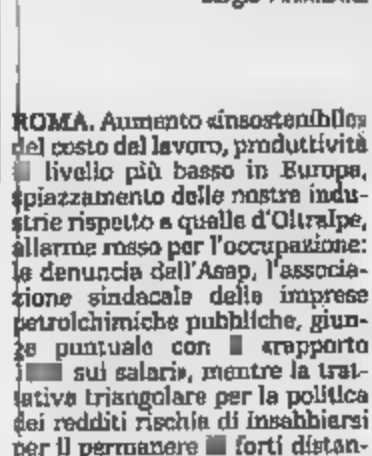 ROMA. Aumento «insostenibile»
del costo del lavoro, produttività
livello più basso in Europa,
spiazzamento delle nostre indu-
strie rispetto a quelle d'Oltralpe,
allarme rosso per l'occupazione:
la denuncia dell'Asap, l'associa-
zione sindacale delle imprese
petrolchimiche pubbliche, giun-
ge puntuale con «rapporto
sui salari», mentre la trat-
tativa triangolare per la politica
dei redditi rischia di insabbiarsi
per il permanere forti distan-